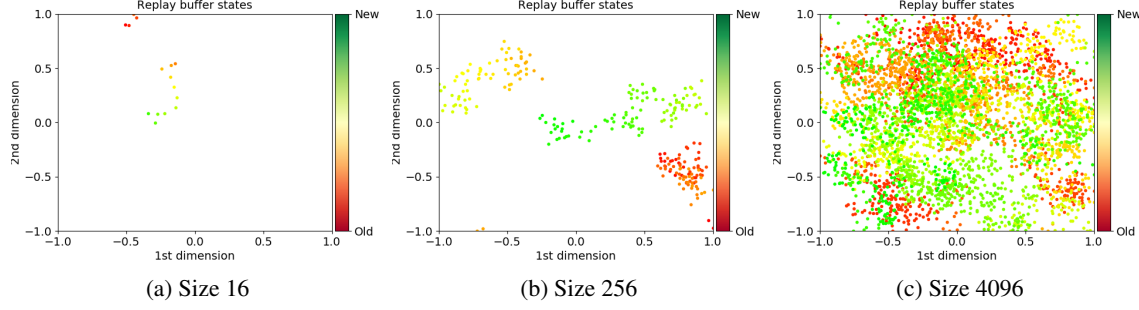 Replay buffer states
1.0
0.5
0.0
−0.5
−1.0
2nd dimension
−1.0
−0.5
0.0
0.5
1.0
1st dimension
New
Old
(a) Size 16
Replay buffer states
1.0
0.5
0.0
−0.5
−1.0
2nd dimension
−1.0
−0.5
0.0
0.5
1.0
1st dimension
New
Old
(b) Size 256
Replay buffer states
1.0
0.5
0.0
−0.5
−1.0
2nd dimension
−1.0
−0.5
0.0
0.5
1.0
1st dimension
New
Old
(c) Size 4096